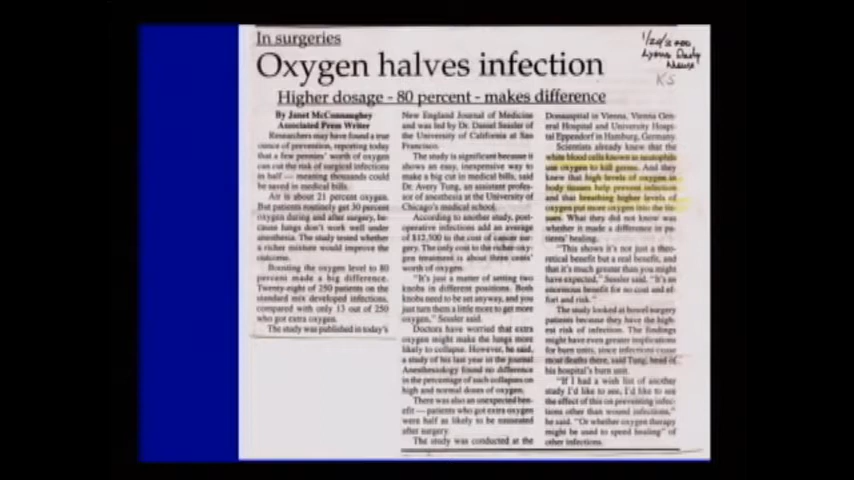 In surgeries
1/20/2000
Lyons Daily
News
KS
Oxygen halves infection
Higher dosage - 80 percent - makes difference
By Janet McConnaughey
Associated Press Writer
Researchers may have found a true
ounce of prevention, reporting today
that a few pennies' worth of oxygen
can cut the risk of surgical infections
in half — meaning thousands could
be saved in medical bills.
Air is about 21 percent oxygen.
But patients routinely get 30 percent
oxygen during and after surgery, be-
cause lungs don't work well under
anesthesia. The study tested whether
a richer mixture would improve the
outcome.
Boosting the oxygen level to 80
percent made a big difference.
Twenty-eight of 250 patients on the
standard mix developed infections,
compared with only 13 out of 250
who got extra oxygen.
The study was published in today's
New England Journal of Medicine
and was led by Dr. Daniel Sessler of
the University of California at San
Francisco.
The study is significant because it
shows an easy, inexpensive way to
make a big cut in medical bills, said
Dr. Avery Tung, an assistant profes-
sor of anesthesia at the University of
Chicago's medical school.
According to another study, post-
operative infections add an average
of $12,500 to the cost of cancer sur-
gery. The only cost to the richer oxy-
gen treatment is about three cents'
worth of oxygen.
"It's just a matter of setting two
knobs in different positions. Both
knobs need to be set anyway, and you
just turn them a little more to get more
oxygen," Sessler said.
Doctors have worried that extra
oxygen might make the lungs more
likely to collapse. However, he said,
a study of his last year in the journal
Anesthesiology found no difference
in the percentage of such collapses on
high and normal doses of oxygen.
There was also an unexpected ben-
efit — patients who got extra oxygen
were half as likely to be nauseated
after surgery.
The study was conducted at the
Donauspital in Vienna, Vienna Gen-
eral Hospital and University Hospi-
tal Eppendorf in Hamburg, Germany.
Scientists already knew that the
white blood cells known as neutrophils
use oxygen to kill germs. And they
knew that high levels of oxygen in
body tissues help prevent infection
and that breathing higher levels of
oxygen put more oxygen into the tis-
sues. What they did not know was
whether it made a difference in pa-
tients' healing.
"This shows it's not just a theo-
retical benefit but a real benefit, and
that it's much greater than you might
have expected," Sessler said. "It's an
enormous benefit for no cost and ef-
fort and risk."
The study looked at bowel surgery
patients because they have the high-
est risk of infection. The findings
might have even greater implications
for burn units, since infections cause
most deaths there, said Tung, head of
his hospital's burn unit.
"If I had a wish list of another
study I'd like to see, I'd like to see
the effect of this on preventing infec-
tions other than wound infections,"
he said. "Or whether oxygen therapy
might be used to speed healing" of
other infections.